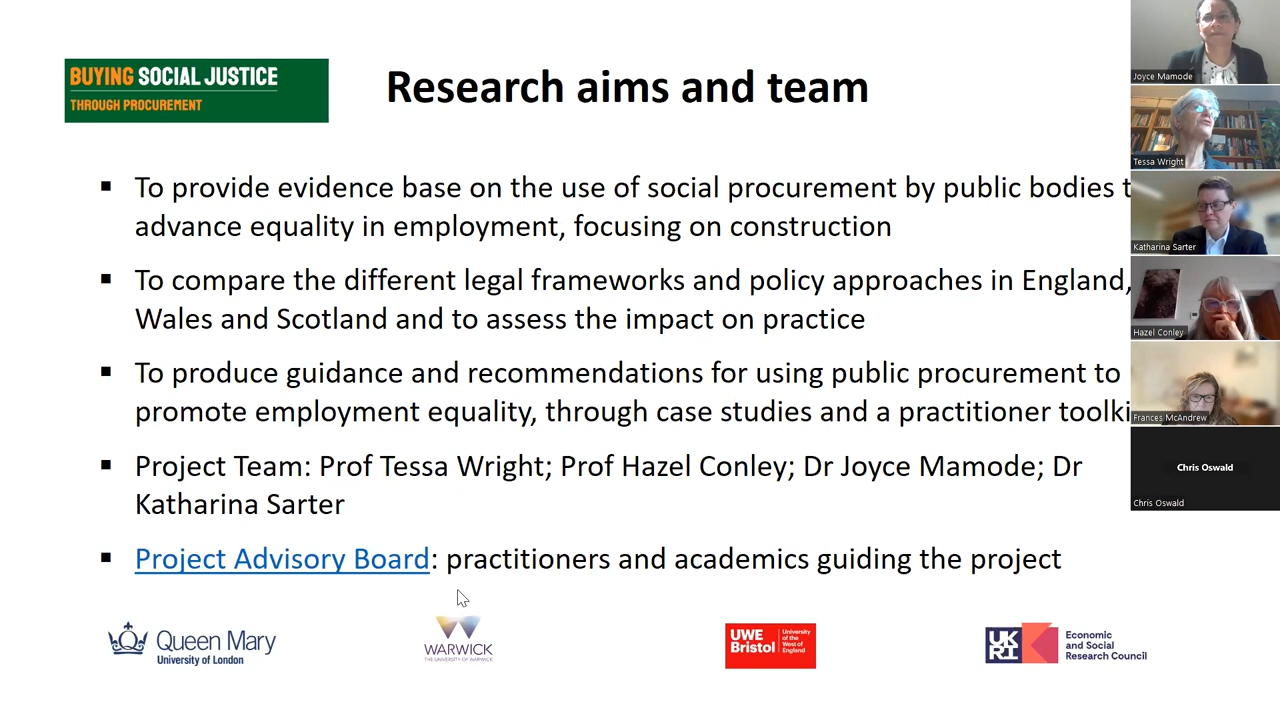 BUYING SOCIAL JUSTICE
THROUGH PROCUREMENT
Research aims and team
To provide evidence base on the use of social procurement by public bodies t
advance equality in employment, focusing on construction
To compare the different legal frameworks and policy approaches in England,
Wales and Scotland and to assess the impact on practice
To produce guidance and recommendations for using public procurement to
promote employment equality, through case studies and a practitioner toolki
Project Team: Prof Tessa Wright; Prof Hazel Conley; Dr Joyce Mamode; Dr
Katharina Sarter
Project Advisory Board: practitioners and academics guiding the project
Queen Mary
University of London
WARWICK
THE UNIVERSITY OF WARWICK
UWE
Bristol
University
of the
West of
England
UK
RI
Economic
and Social
Research Council
Joyce Mamode
Tessa Wright
Katharina Sarter
Hazel Conley
Frances McAndrew
Chris Oswald
Chris Oswald